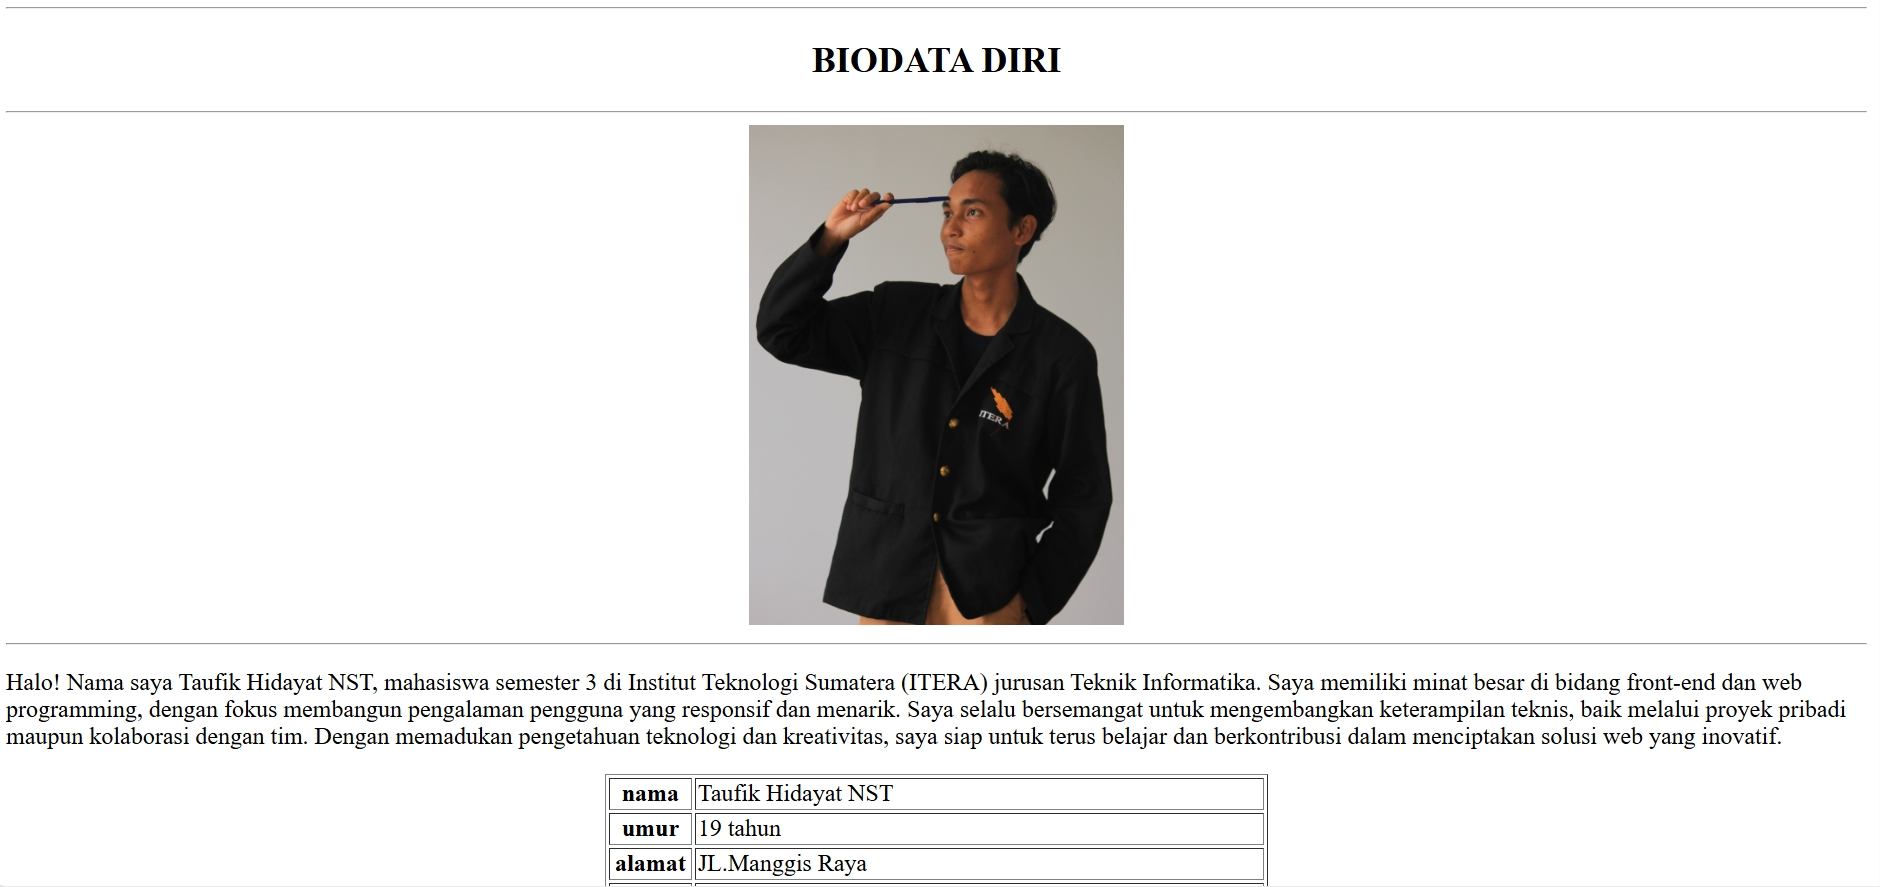 BIODATA DIRI
ITERA
Halo! Nama saya Taufik Hidayat NST, mahasiswa semester 3 di Institut Teknologi Sumatera (ITERA) jurusan Teknik Informatika. Saya memiliki minat besar di bidang front-end dan web
programming, dengan fokus membangun pengalaman pengguna yang responsif dan menarik. Saya selalu bersemangat untuk mengembangkan keterampilan teknis, baik melalui proyek pribadi
maupun kolaborasi dengan tim. Dengan memadukan pengetahuan teknologi dan kreativitas, saya siap untuk terus belajar dan berkontribusi dalam menciptakan solusi web yang inovatif.
nama Taufik Hidayat NST
umur 19 tahun
alamat JL.Manggis Raya